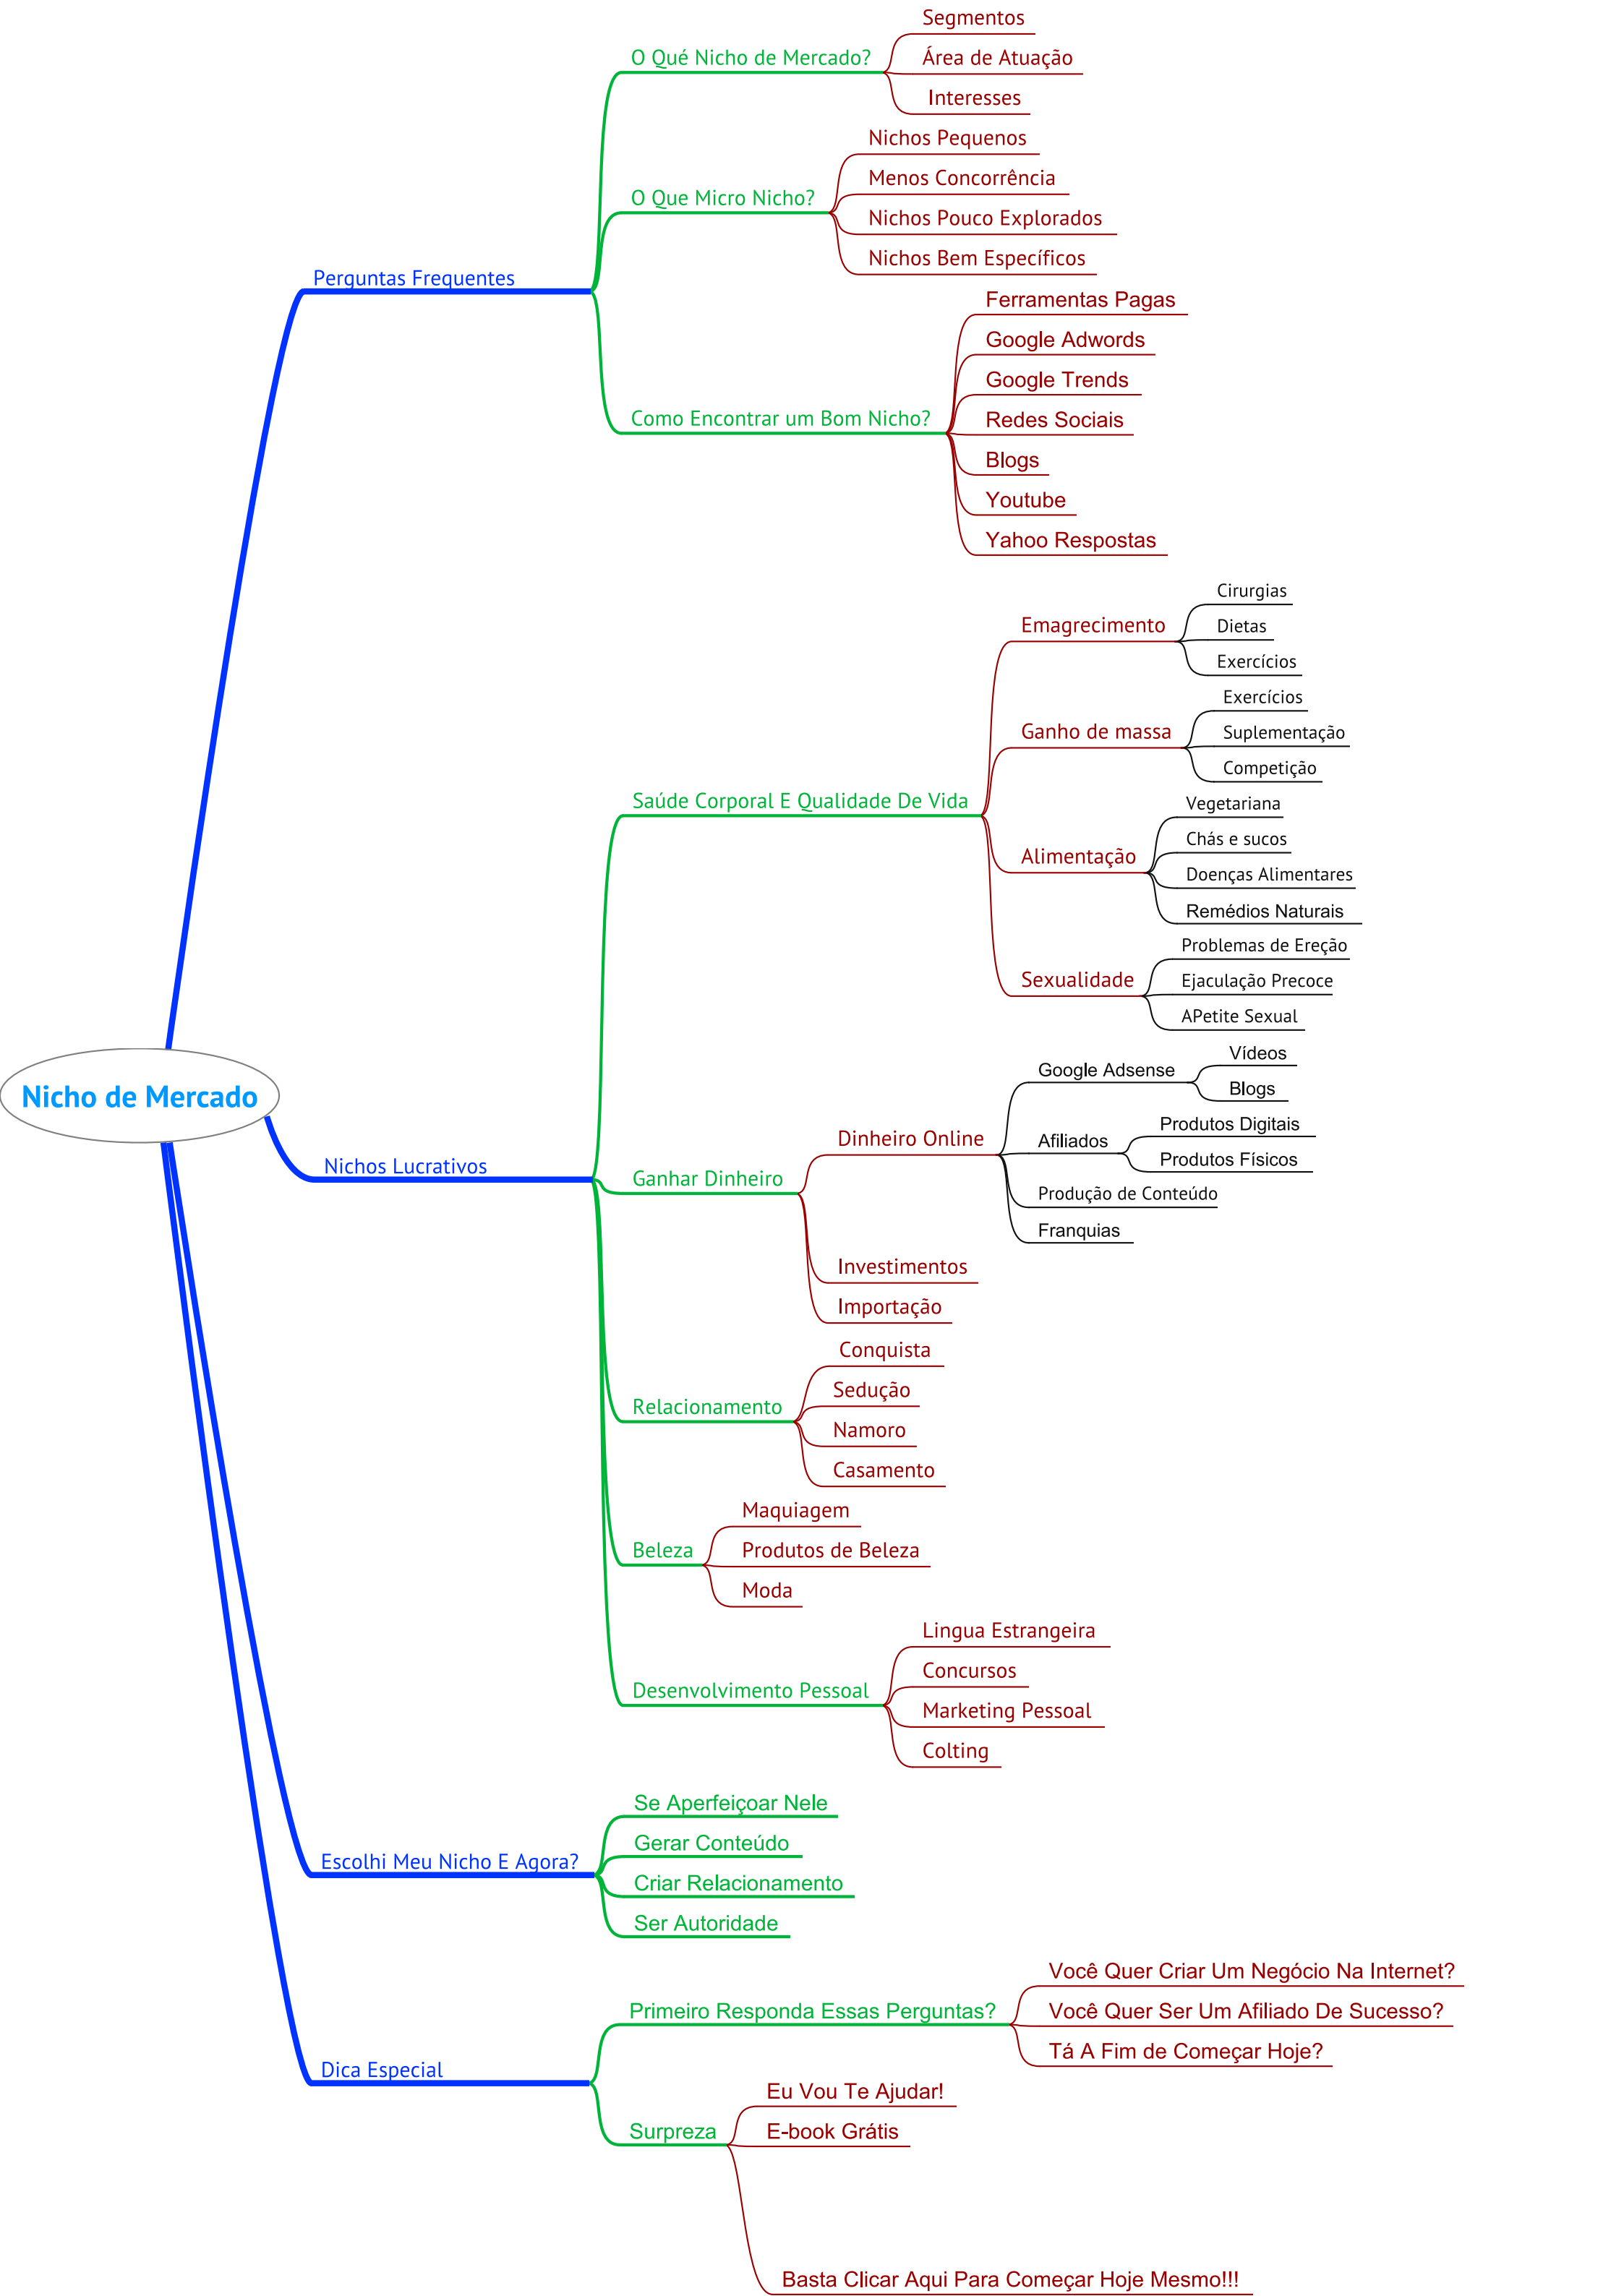 Nicho de Mercado
Perguntas Frequentes
O Qué Nicho de Mercado?
Segmentos
Área de Atuação
Interesses
O Que Micro Nicho?
Nichos Pequenos
Menos Concorrência
Nichos Pouco Explorados
Nichos Bem Específicos
Como Encontrar um Bom Nicho?
Ferramentas Pagas
Google Adwords
Google Trends
Redes Sociais
Blogs
Youtube
Yahoo Respostas
Nichos Lucrativos
Saúde Corporal E Qualidade De Vida
Emagrecimento
Cirurgias
Dietas
Exercícios
Ganho de massa
Exercícios
Suplementação
Competição
Alimentação
Vegetariana
Chás e sucos
Doenças Alimentares
Remédios Naturais
Sexualidade
Problemas de Ereção
Ejaculação Precoce
APetite Sexual
Ganhar Dinheiro
Dinheiro Online
Google Adsense
Vídeos
Blogs
Afiliados
Produtos Digitais
Produtos Físicos
Produção de Conteúdo
Franquias
Investimentos
Importação
Relacionamento
Conquista
Sedução
Namoro
Casamento
Beleza
Maquiagem
Produtos de Beleza
Moda
Desenvolvimento Pessoal
Lingua Estrangeira
Concursos
Marketing Pessoal
Colting
Escolhi Meu Nicho E Agora?
Se Aperfeiçoar Nele
Gerar Conteúdo
Criar Relacionamento
Ser Autoridade
Dica Especial
Primeiro Responda Essas Perguntas?
Você Quer Criar Um Negócio Na Internet?
Você Quer Ser Um Afiliado De Sucesso?
Tá A Fim de Começar Hoje?
Surpreza
Eu Vou Te Ajudar!
E-book Grátis
Basta Clicar Aqui Para Começar Hoje Mesmo!!!